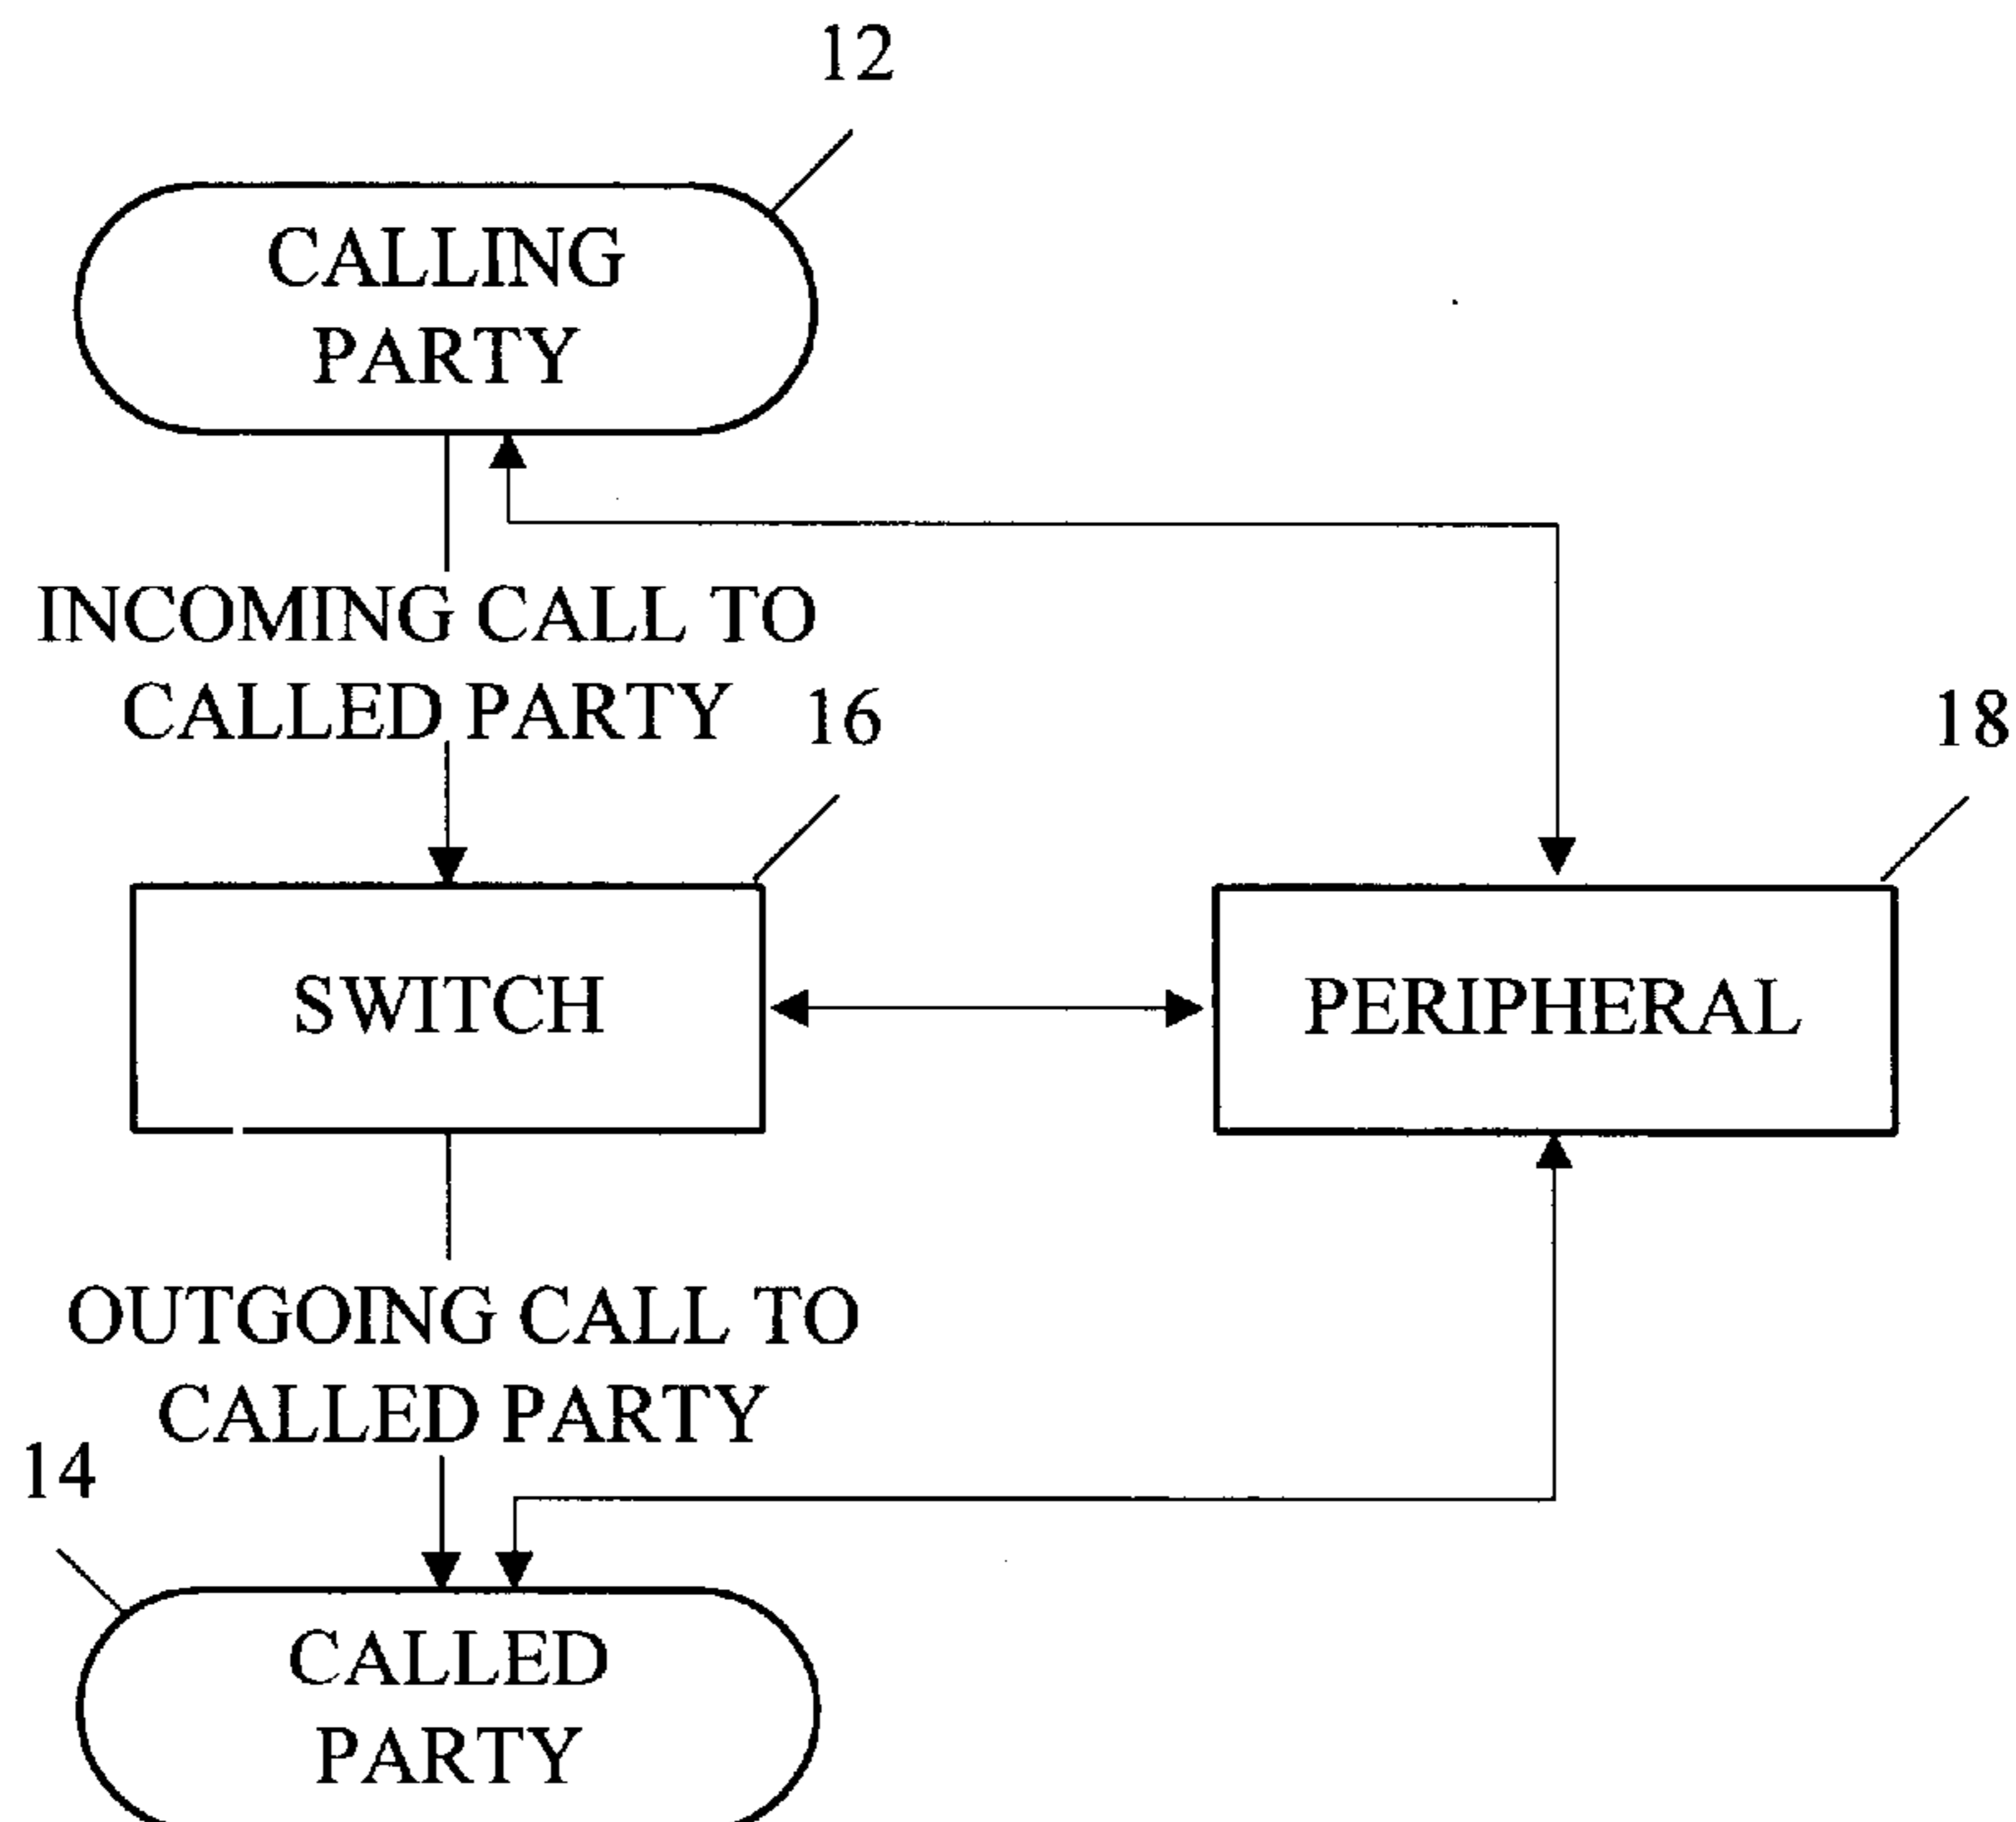 12
CALLING
PARTY
INCOMING CALL TO
CALLED PARTY
16
18
SWITCH
PERIPHERAL
OUTGOING CALL TO
CALLED PARTY
14
CALLED
PARTY